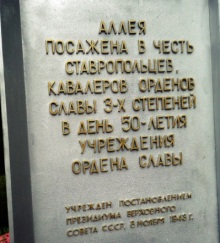 АЛЛЕЯ
ПОСАЖЕНА В ЧЕСТЬ
СТАВРОПОЛЬЦЕВ,
КАВАЛЕРОВ ОРДЕНОВ
СЛАВЫ 3-Х СТЕПЕНЕЙ
В ДЕНЬ 50-ЛЕТИЯ
УЧРЕЖДЕНИЯ
ОРДЕНА СЛАВЫ
УЧРЕЖДЕН ПОСТАНОВЛЕНИЕМ
ПРЕЗИДИУМА ВЕРХОВНОГО
СОВЕТА СССР, 8 НОЯБРЯ 1943 Г.